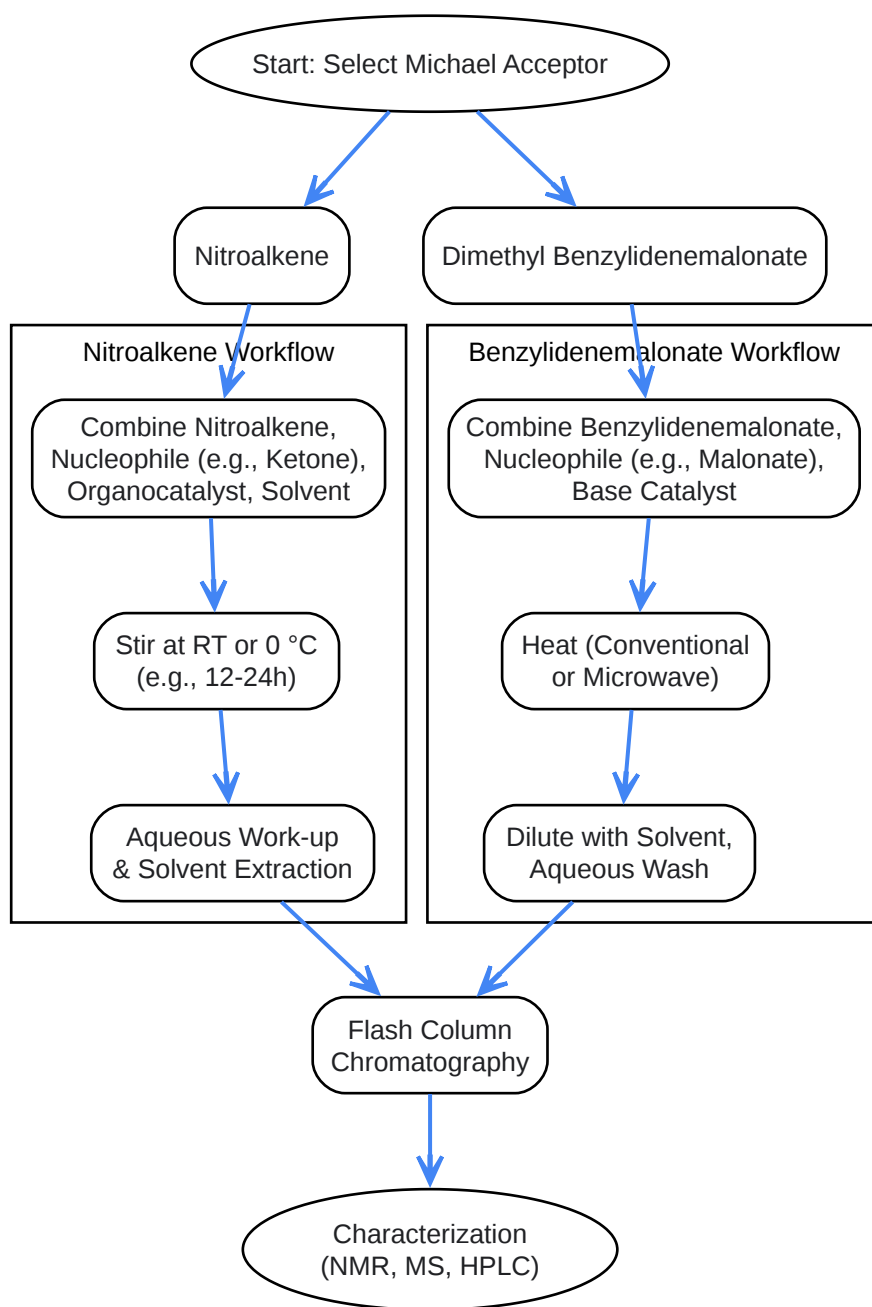 Start: Select Michael Acceptor
Nitroalkene
Dimethyl Benzylidenemalonate
Nitroalkene Workflow
Benzylidenemalonate Workflow
Combine Nitroalkene,
Nucleophile (e.g., Ketone),
Organocatalyst, Solvent
Combine Benzylidenemalonate,
Nucleophile (e.g., Malonate),
Base Catalyst
Stir at RT or 0 °C
(e.g., 12-24h)
Heat (Conventional
or Microwave)
Aqueous Work-up
& Solvent Extraction
Dilute with Solvent,
Aqueous Wash
Flash Column
Chromatography
Characterization
(NMR, MS, HPLC)